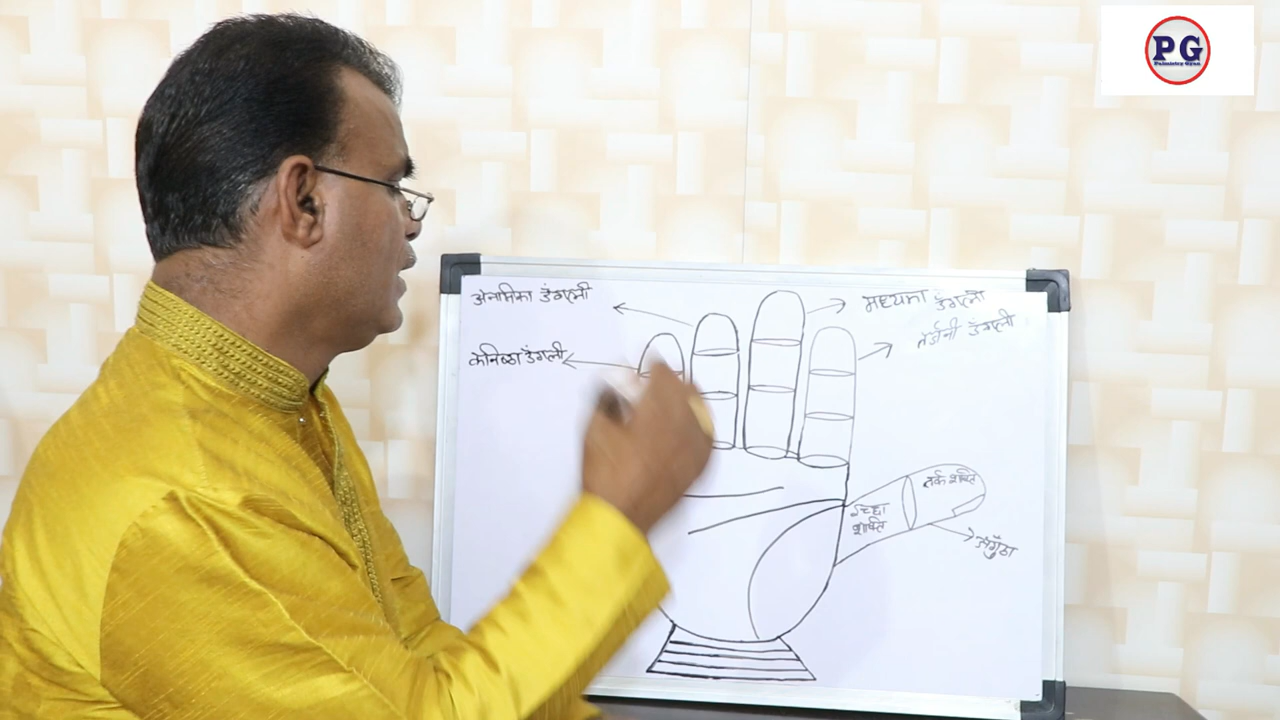 PG
Palmistry Gyan
अनामिका उंगली
मध्यमा उंगली
तर्जनी उंगली
कनिष्ठा उंगली
तर्क शक्ति
इच्छा
शक्ति
अंगुँठा